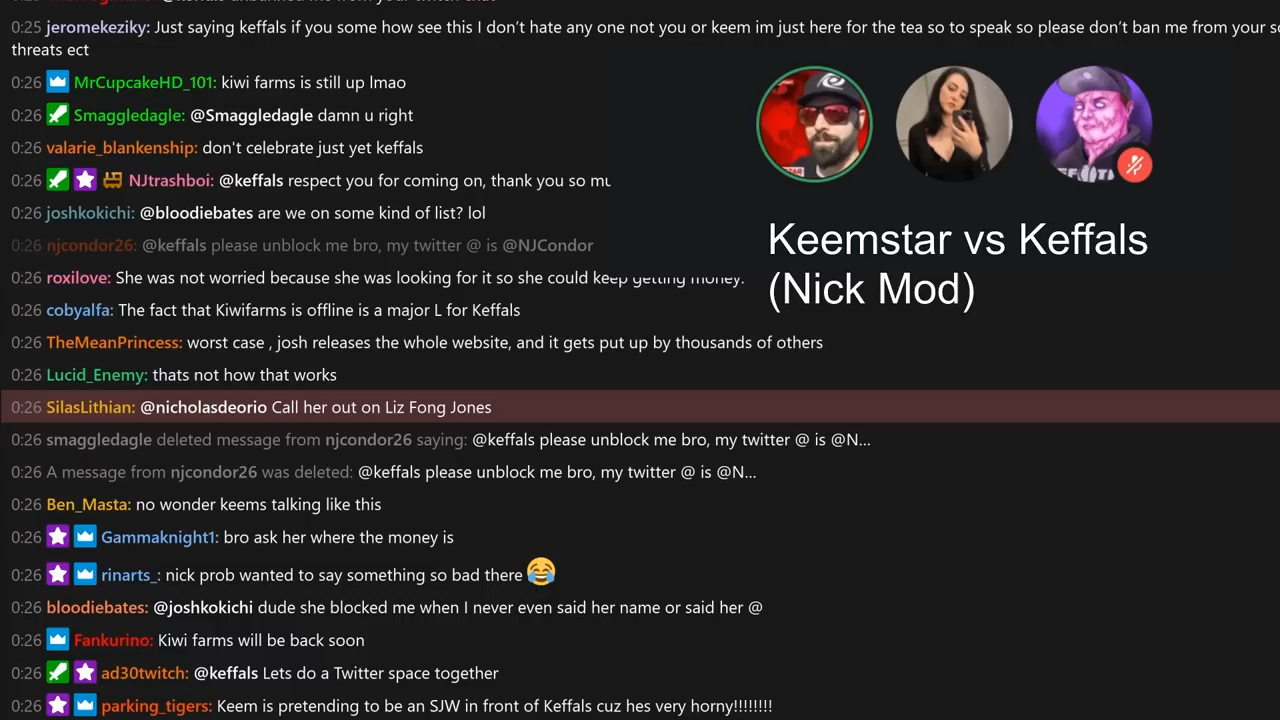 0:25 jeromekeziky: Just saying keffals if you some how see this I don't hate any one not you or keem im just here for the tea so to speak so please don't ban me from your
threats ect
0:26 MrCupcakeHD_101: kiwi farms is still up lmao
0:26 Smaggledagle: @Smaggledagle damn u right
0:26 valarie_blankenship: don't celebrate just yet keffals
0:26 NJtrashboi: @keffals respect you for coming on, thank you so mu
0:26 joshkokichi: @bloodiebates are we on some kind of list? lol
0:26 njcondor26: @keffals please unblock me bro, my twitter @ is @NJCondor
Keemstar vs Keffals
(Nick Mod)
0:26 roxilove: She was not worried because she was looking for it so she could keep getting money.
0:26 cobyalfa: The fact that Kiwifarms is offline is a major L for Keffals
0:26 TheMeanPrincess: worst case , josh releases the whole website, and it gets put up by thousands of others
0:26 Lucid_Enemy: thats not how that works
0:26 SilasLithian: @nicholasdeorio Call her out on Liz Fong Jones
0:26 smaggledagle deleted message from njcondor26 saying: @keffals please unblock me bro, my twitter @ is @N...
0:26 A message from njcondor26 was deleted: @keffals please unblock me bro, my twitter @ is @N...
0:26 Ben_Masta: no wonder keems talking like this
0:26 Gammaknight1: bro ask her where the money is
0:26 rinarts_: nick prob wanted to say something so bad there 😂
0:26 bloodiebates: @joshkokichi dude she blocked me when I never even said her name or said her @
0:26 Fankurino: Kiwi farms will be back soon
0:26 ad30twitch: @keffals Lets do a Twitter space together
0:26 parking_tigers: Keem is pretending to be an SJW in front of Keffals cuz hes very horny!!!!!!!!